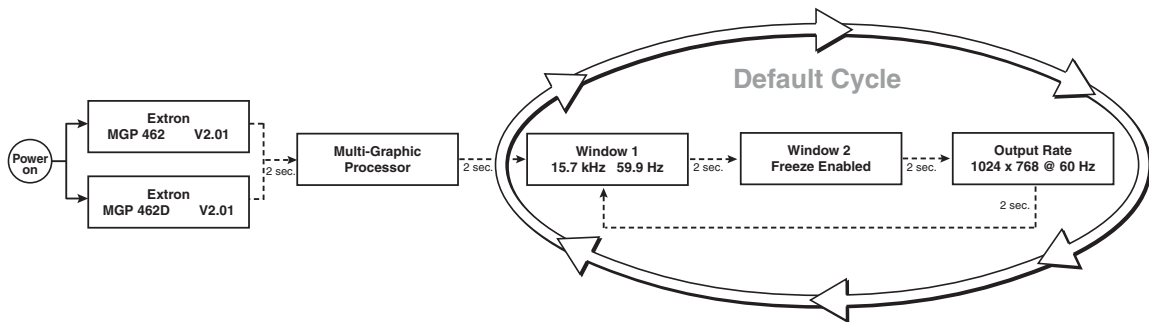 Default Cycle
Power
on
Extron
MGP 462 V2.01
Extron
MGP 462D V2.01
2 sec.
Multi-Graphic
Processor
2 sec.
Window 1
15.7 kHz 59.9 Hz
2 sec.
Window 2
Freeze Enabled
2 sec.
Output Rate
1024 x 768 @ 60 Hz
2 sec.